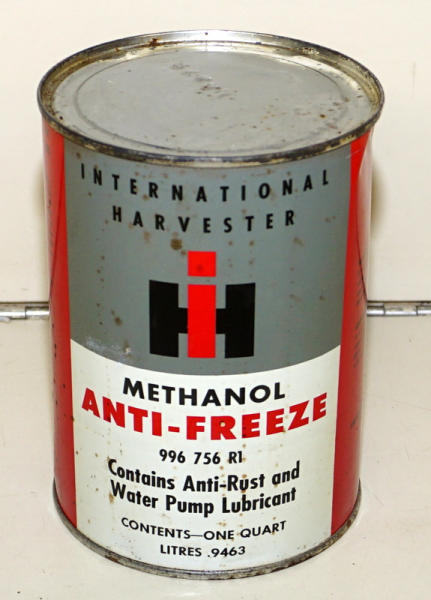 INTERNATIONAL
HARVESTER
IH
METHANOL
ANTI-FREEZE
996 756 R1
Contains Anti-Rust and
Water Pump Lubricant
CONTENTS—ONE QUART
LITRES .9463